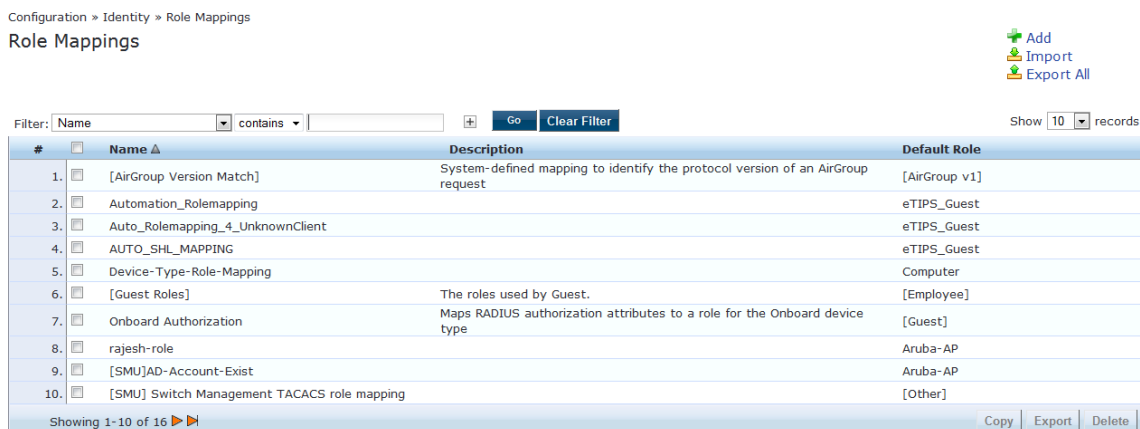 Configuration » Identity » Role Mappings
Role Mappings
Add
Import
Export All
Filter: Name contains + Go Clear Filter Show 10 records
# Name Description Default Role
1. [AirGroup Version Match] System-defined mapping to identify the protocol version of an AirGroup request [AirGroup v1]
2. Automation_Rolemapping eTIPS_Guest
3. Auto_Rolemapping_4_UnknownClient eTIPS_Guest
4. AUTO_SHL_MAPPING eTIPS_Guest
5. Device-Type-Role-Mapping Computer
6. [Guest Roles] The roles used by Guest. [Employee]
7. Onboard Authorization Maps RADIUS authorization attributes to a role for the Onboard device type [Guest]
8. rajesh-role Aruba-AP
9. [SMU]AD-Account-Exist Aruba-AP
10. [SMU] Switch Management TACACS role mapping [Other]
Showing 1-10 of 16 Copy Export Delete